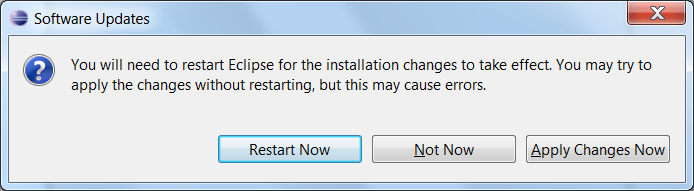 Software Updates
You will need to restart Eclipse for the installation changes to take effect. You may try to
apply the changes without restarting, but this may cause errors.
Restart Now
Not Now
Apply Changes Now